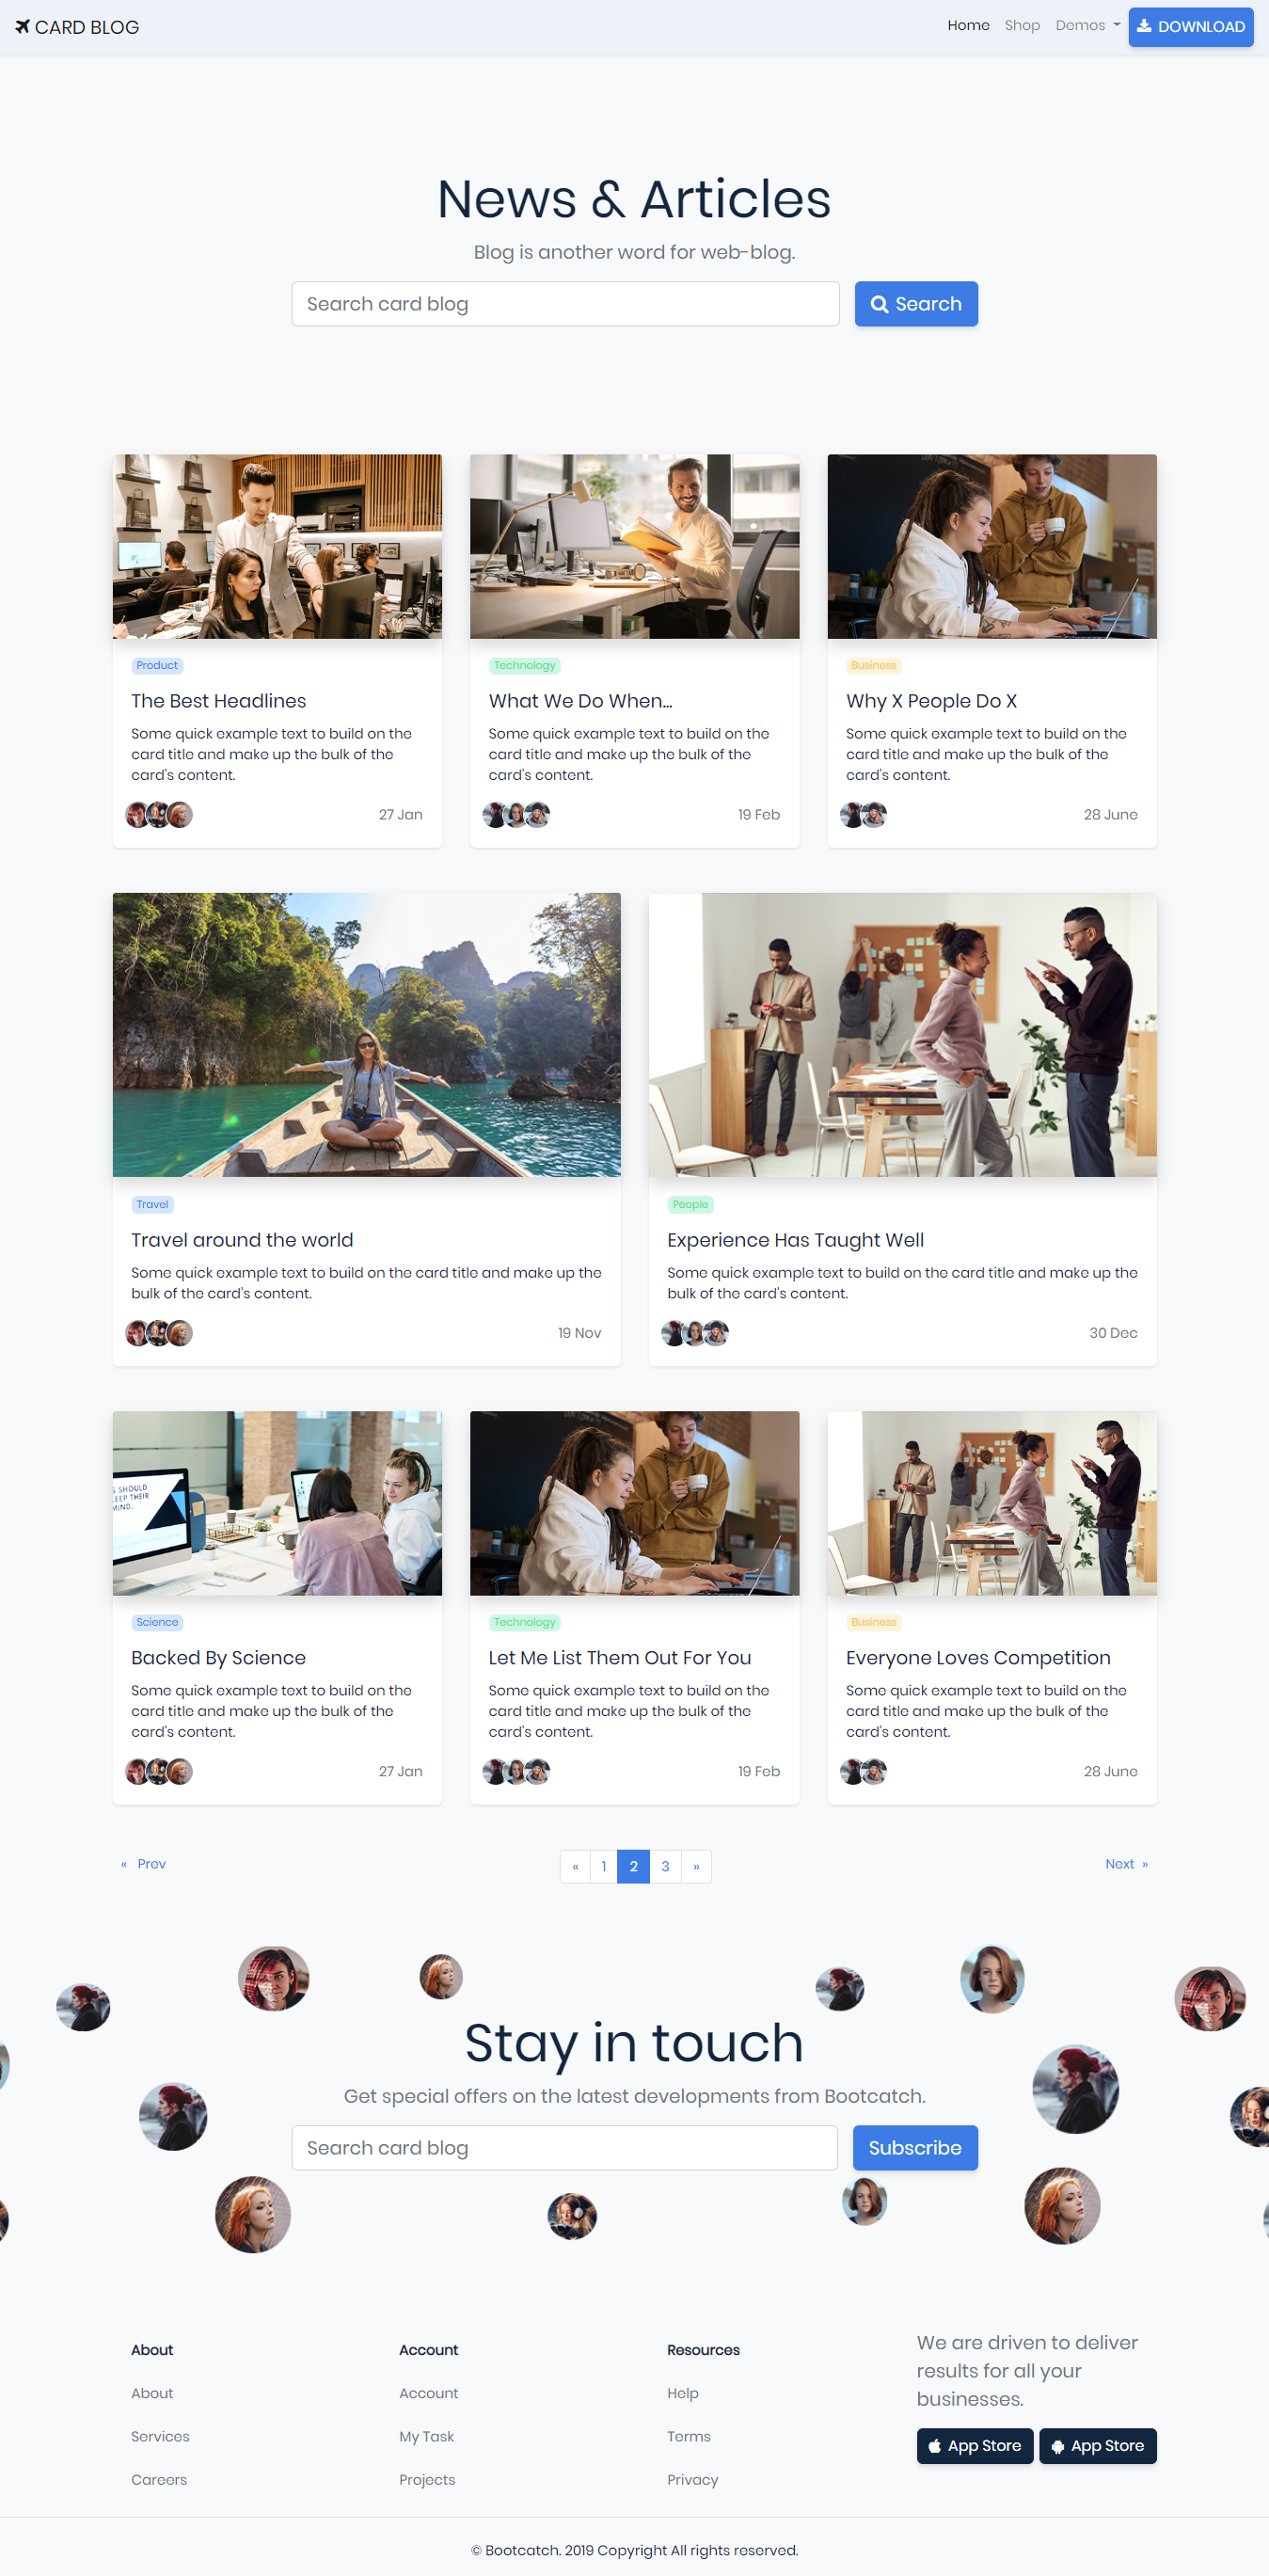 CARD BLOG
Home Shop Demos DOWNLOAD
News & Articles
Blog is another word for web-blog.
Search card blog Search
Product
The Best Headlines
Some quick example text to build on the
card title and make up the bulk of the
card's content.
27 Jan
Technology
What We Do When...
Some quick example text to build on the
card title and make up the bulk of the
card's content.
19 Feb
Business
Why X People Do X
Some quick example text to build on the
card title and make up the bulk of the
card's content.
28 June
Travel
Travel around the world
Some quick example text to build on the card title and make up the
bulk of the card's content.
19 Nov
People
Experience Has Taught Well
Some quick example text to build on the card title and make up the
bulk of the card's content.
30 Dec
SHOULD
EEP THEIR
MIND.
Science
Backed By Science
Some quick example text to build on the
card title and make up the bulk of the
card's content.
27 Jan
Technology
Let Me List Them Out For You
Some quick example text to build on the
card title and make up the bulk of the
card's content.
19 Feb
Business
Everyone Loves Competition
Some quick example text to build on the
card title and make up the bulk of the
card's content.
28 June
« Prev « 1 2 3 » Next »
Stay in touch
Get special offers on the latest developments from Bootcatch.
Search card blog Subscribe
About
About
Services
Careers
Account
Account
My Task
Projects
Resources
Help
Terms
Privacy
We are driven to deliver
results for all your
businesses.
App Store App Store
© Bootcatch. 2019 Copyright All rights reserved.